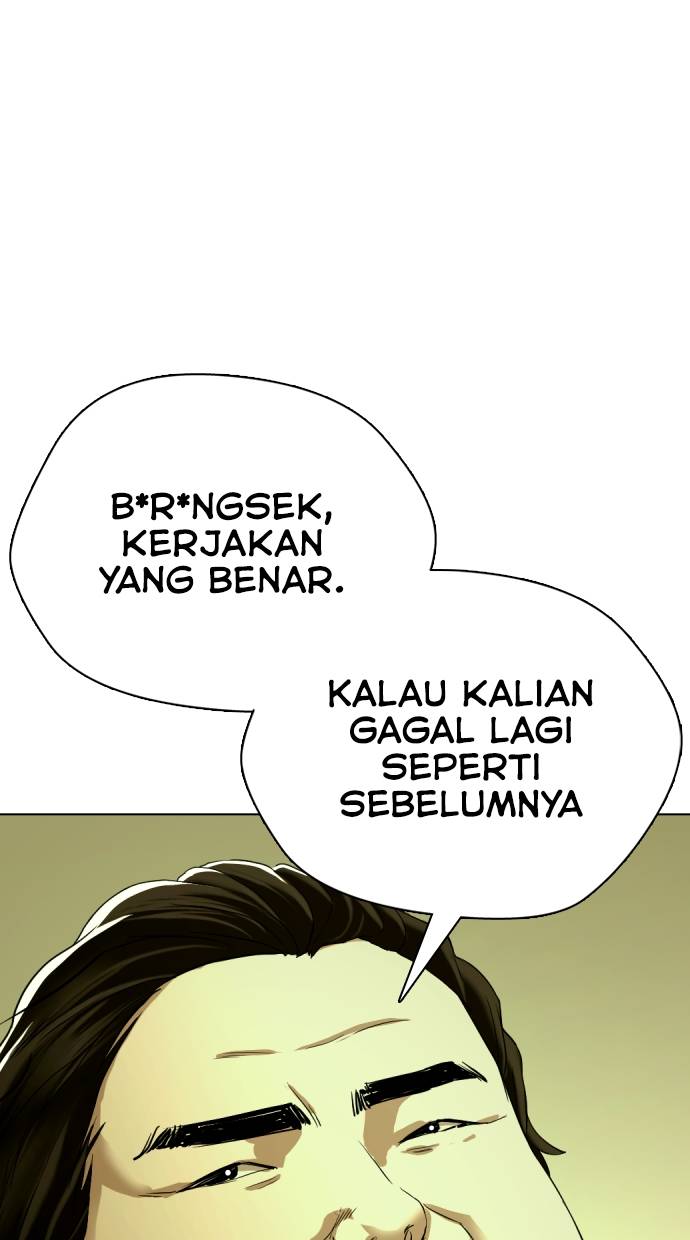 B*R*NGSEK,
KERJAKAN
YANG BENAR.
KALAU KALIAN
GAGAL LAGI
SEPERTI
SEBELUMNYA